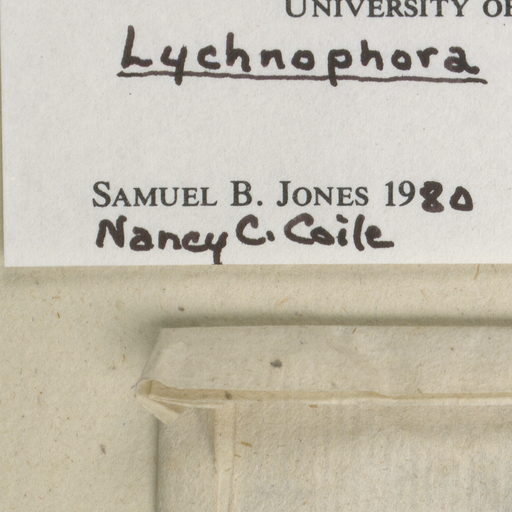 UNIVERSITY OF
Lychnophora
SAMUEL B. JONES 1980
Nancy C. Coile